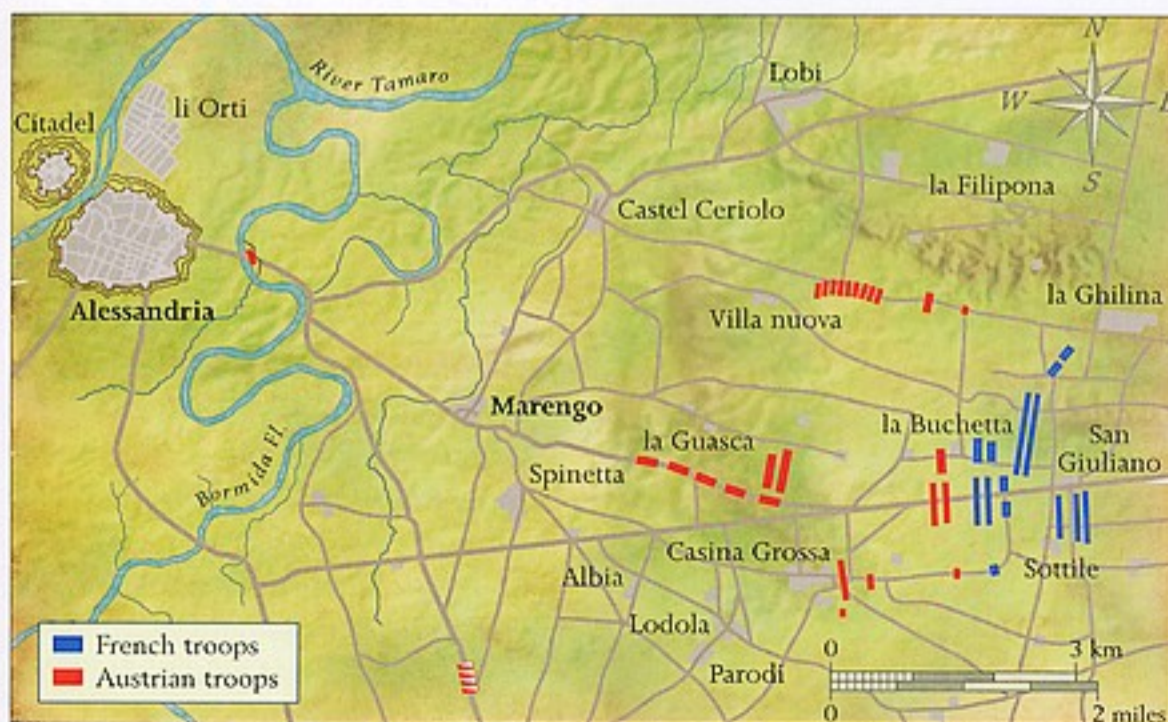 N
River Tamaro
Lobi
li Orti
W
Citadel
la Filipona
S
Castel Ceriolo
la Ghilina
Alessandria
Villa nuova
Marengo
la Buchetta
la Guasca
San
Giuliano
Spinetta
Bormida Fl.
Casina Grossa
Sottile
Albia
Lodola
French troops
0
3 km
Parodi
Austrian troops
0
2 miles